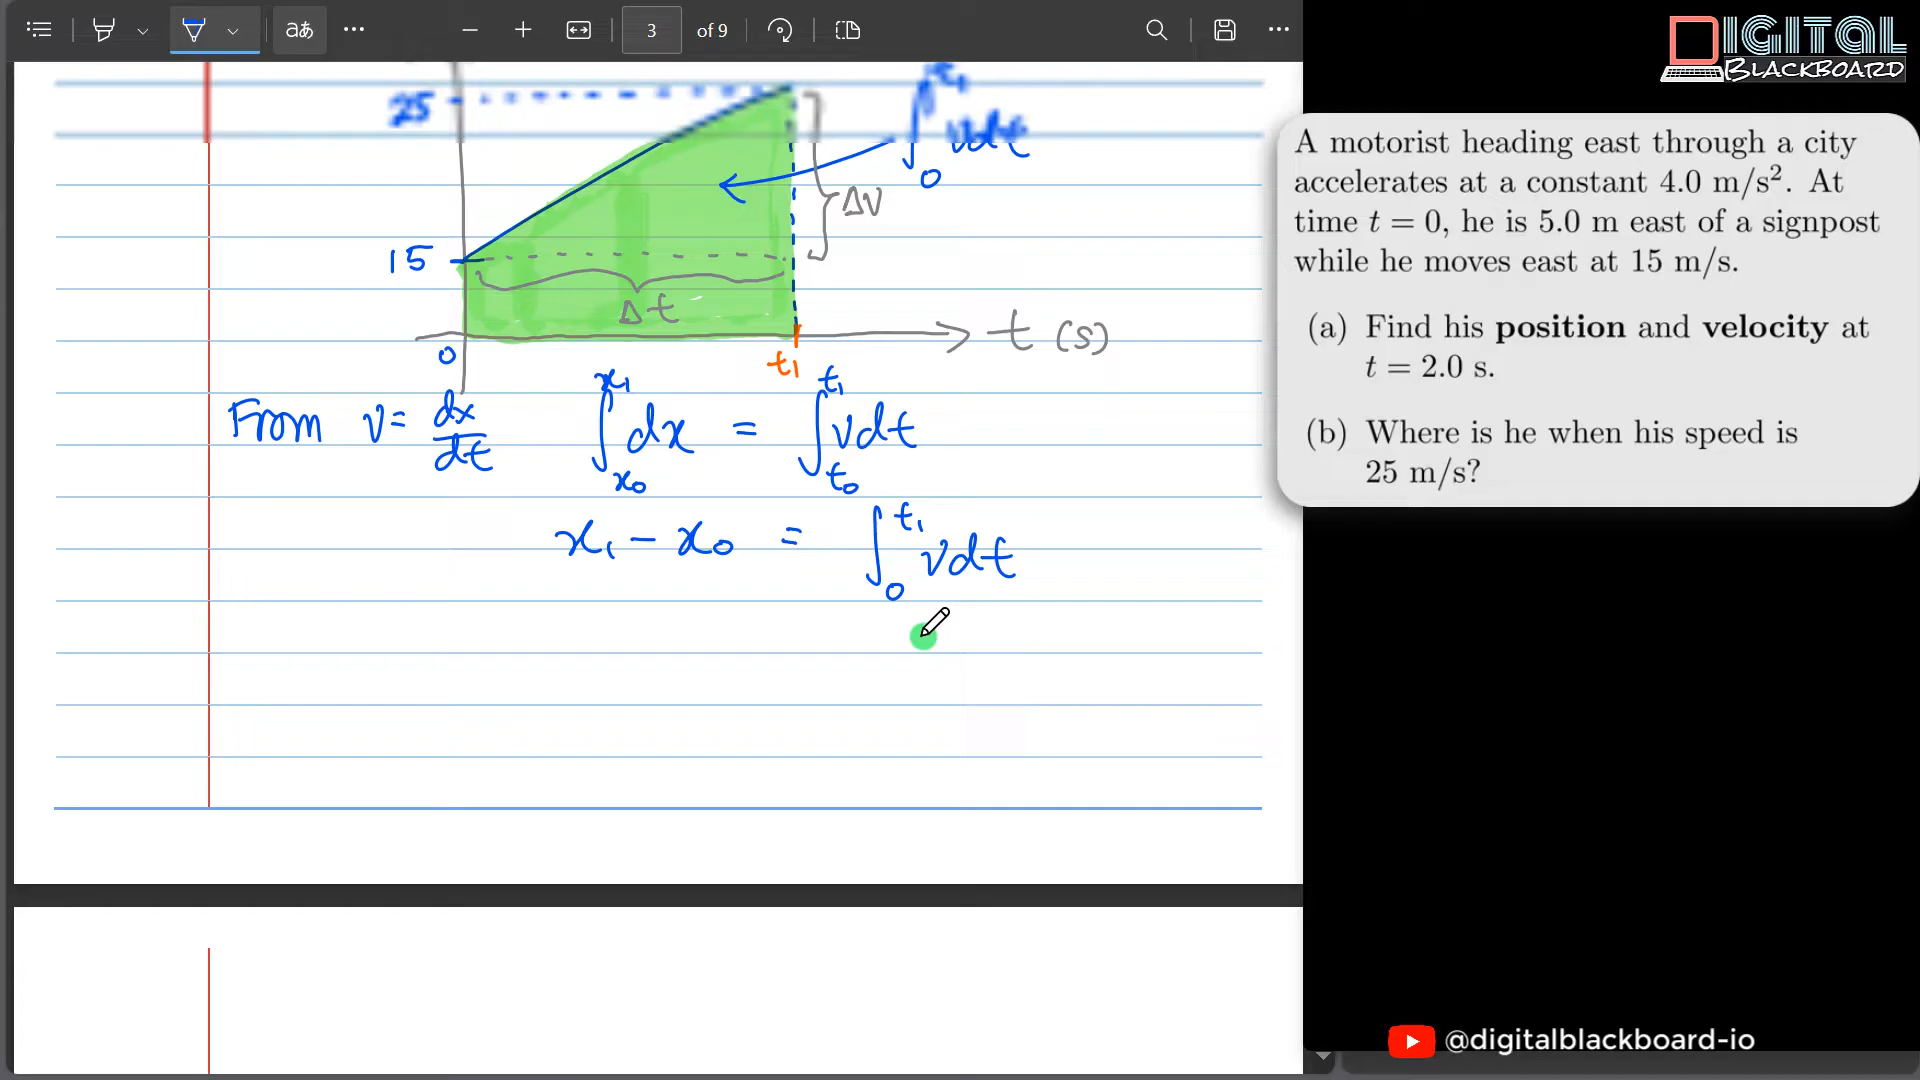 aあ
3 of 9
DIGITAL
BLACKBOARD
25
∫₀^t₁ vdt
Δv
15
Δt
0
t₁
t (s)
From v = dx/dt ∫_x₀^x₁ dx = ∫_t₀^t₁ vdt
x₁ − x₀ = ∫₀^t₁ vdt
A motorist heading east through a city
accelerates at a constant 4.0 m/s². At
time t = 0, he is 5.0 m east of a signpost
while he moves east at 15 m/s.
(a) Find his position and velocity at
t = 2.0 s.
(b) Where is he when his speed is
25 m/s?
@digitalblackboard-io